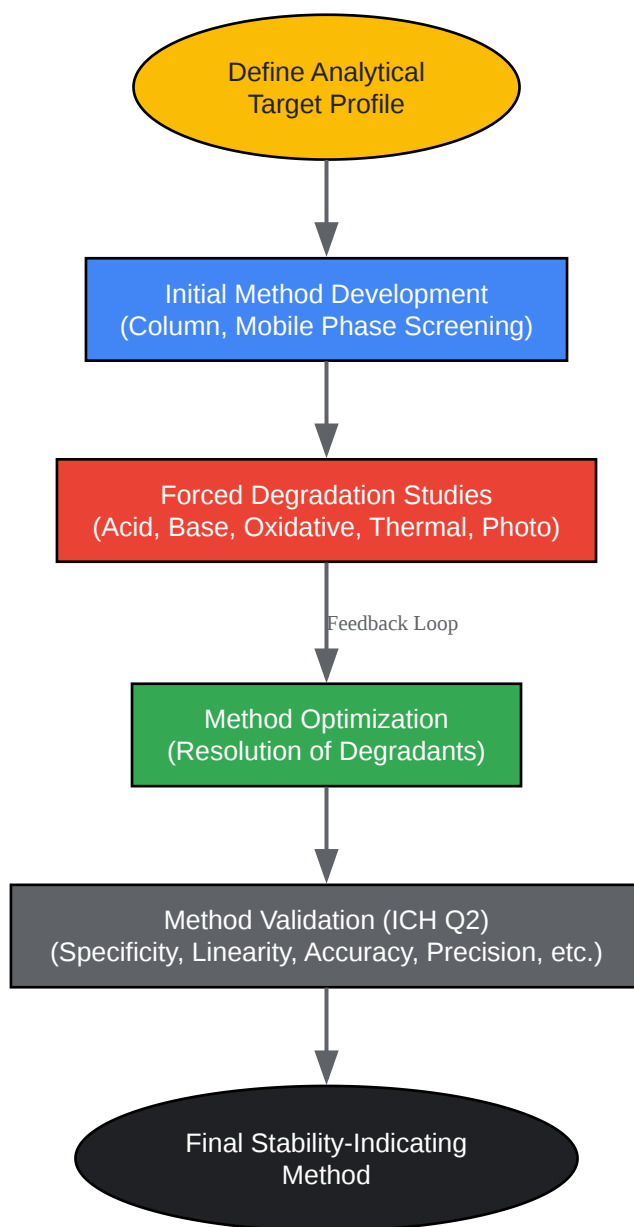 Define Analytical
Target Profile
Initial Method Development
(Column, Mobile Phase Screening)
Forced Degradation Studies
(Acid, Base, Oxidative, Thermal, Photo)
Feedback Loop
Method Optimization
(Resolution of Degradants)
Method Validation (ICH Q2)
(Specificity, Linearity, Accuracy, Precision, etc.)
Final Stability-Indicating
Method